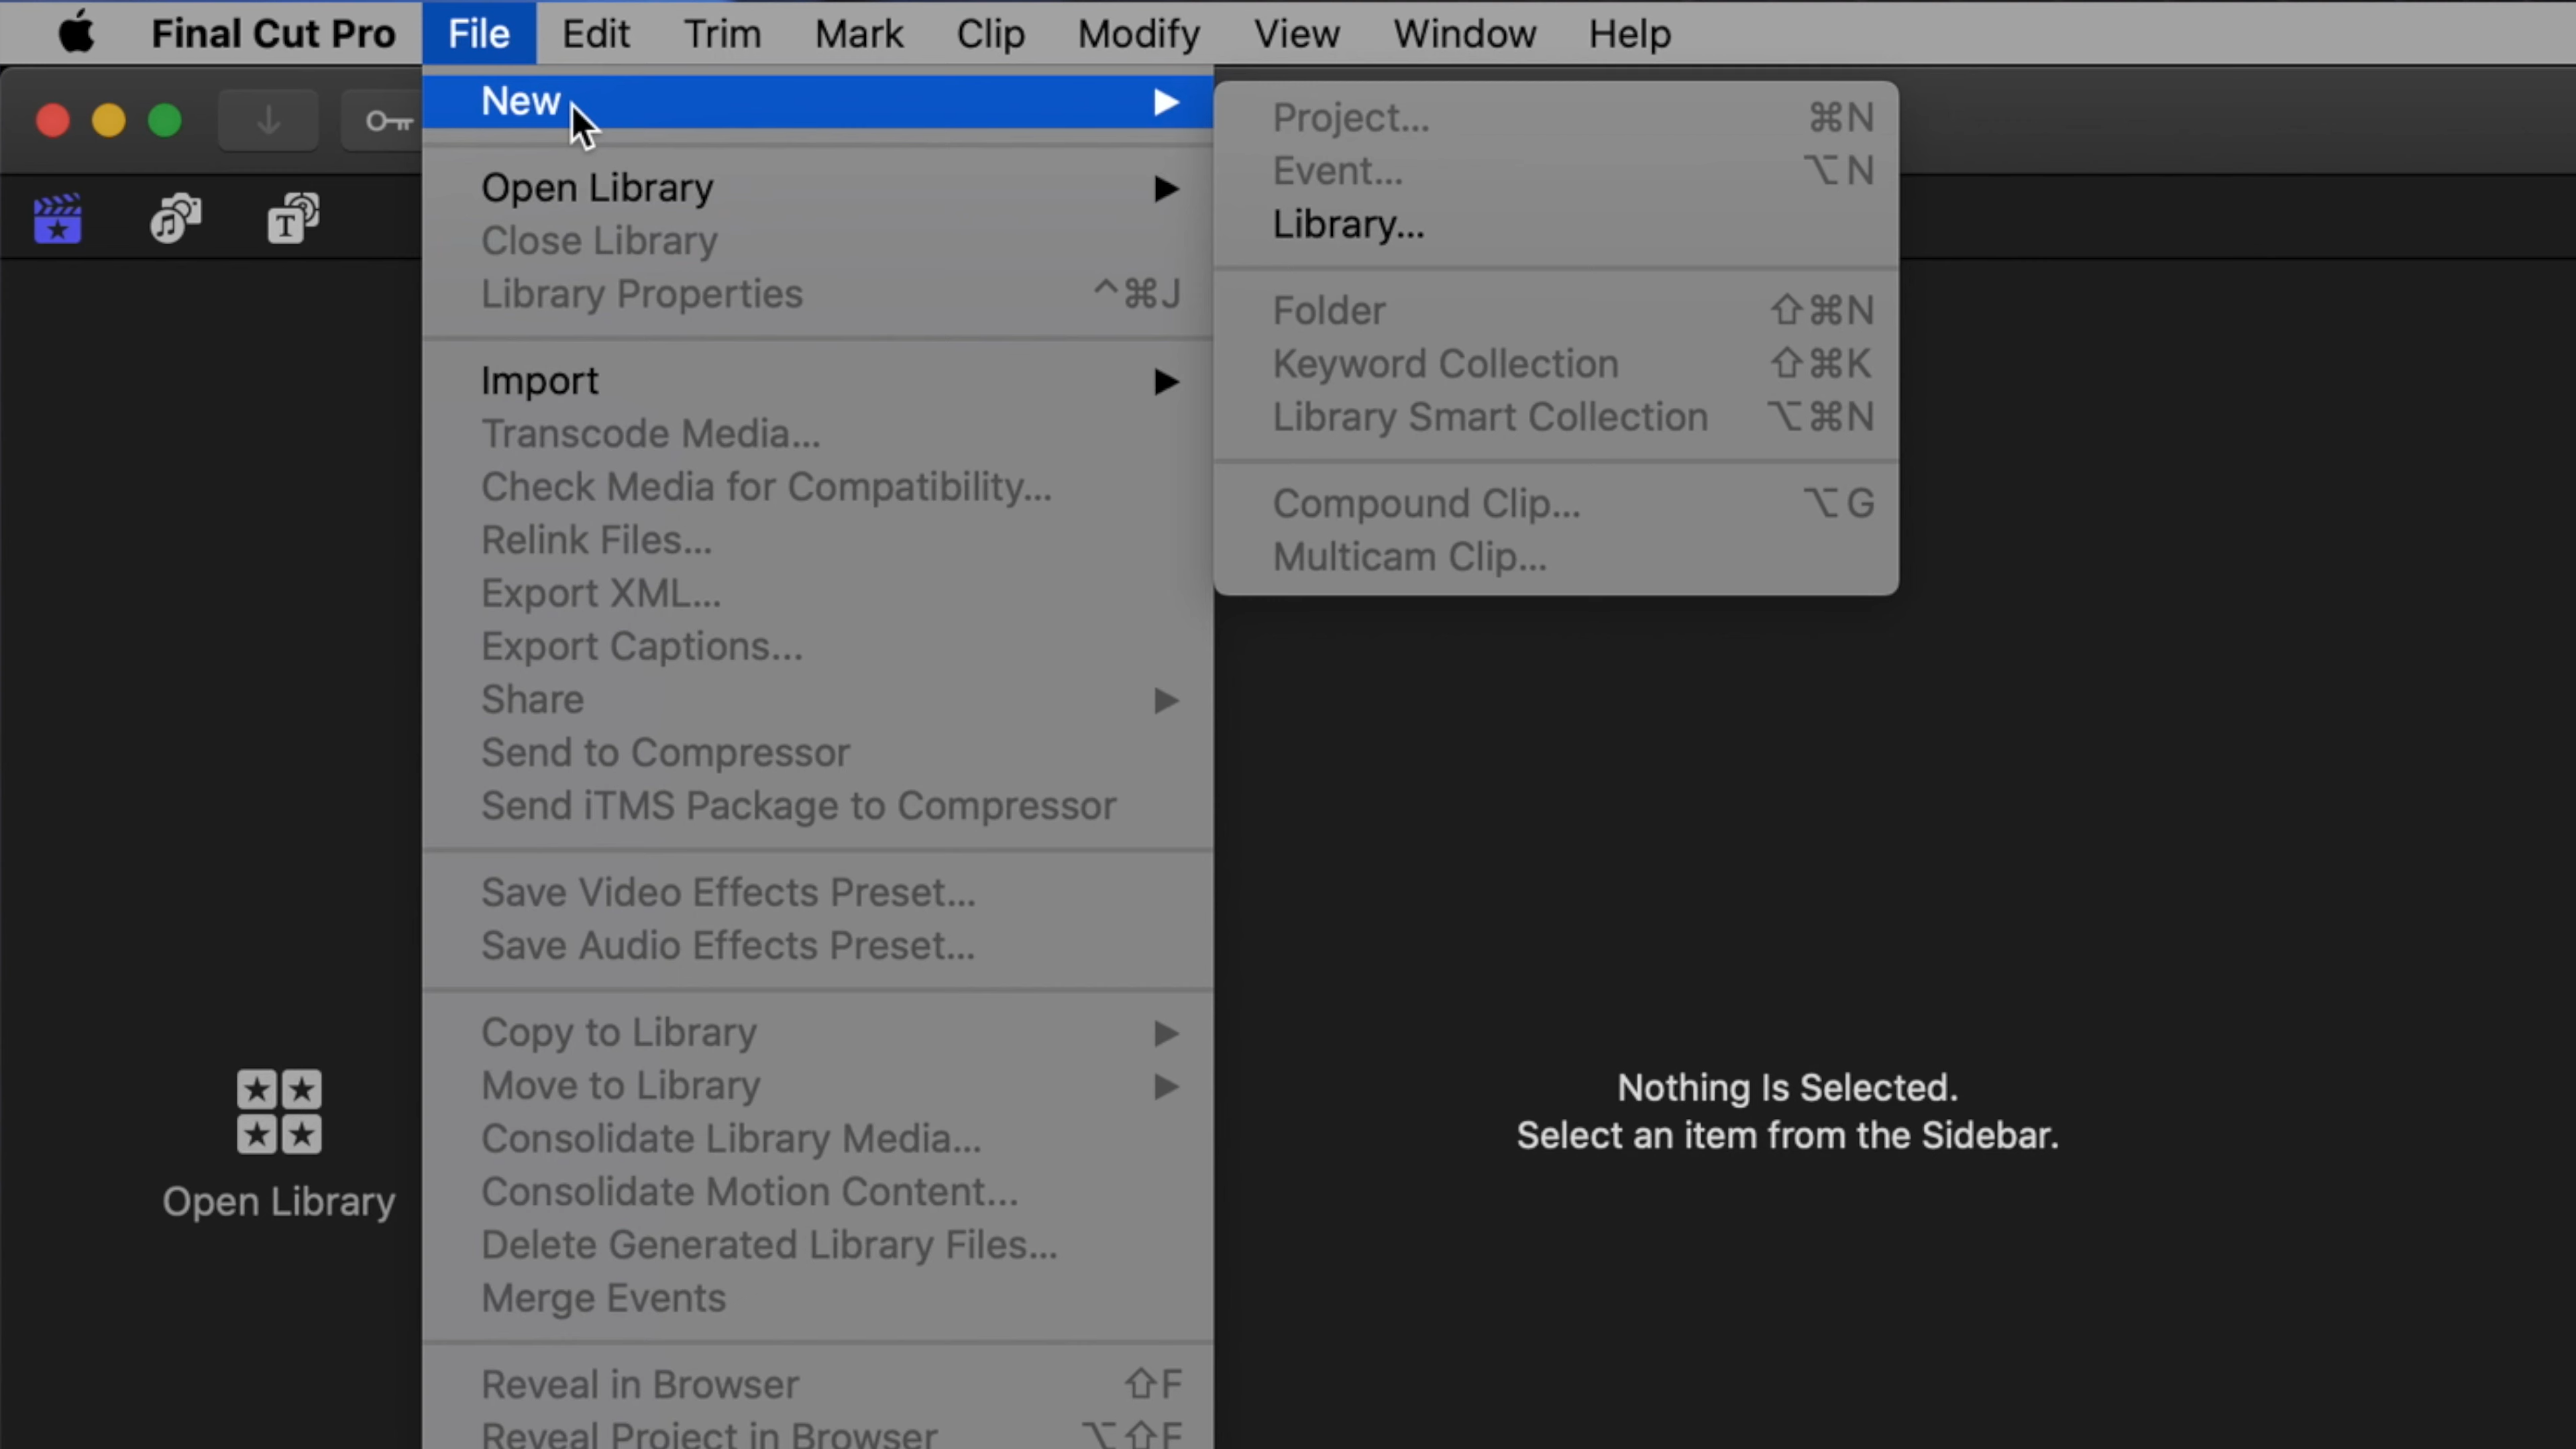 Final Cut Pro File Edit Trim Mark Clip Modify View Window Help
New
Open Library
Close Library
Library Properties ^⌘J
Import
Transcode Media...
Check Media for Compatibility...
Relink Files...
Export XML...
Export Captions...
Share
Send to Compressor
Send iTMS Package to Compressor
Save Video Effects Preset...
Save Audio Effects Preset...
Copy to Library
Move to Library
Consolidate Library Media...
Consolidate Motion Content...
Delete Generated Library Files...
Merge Events
Reveal in Browser ⇧F
Reveal Project in Browser ⌥⇧F
Project... ⌘N
Event... ⌥N
Library...
Folder ⇧⌘N
Keyword Collection ⇧⌘K
Library Smart Collection ⌥⌘N
Compound Clip... ⌥G
Multicam Clip...
T
Open Library
Nothing Is Selected.
Select an item from the Sidebar.